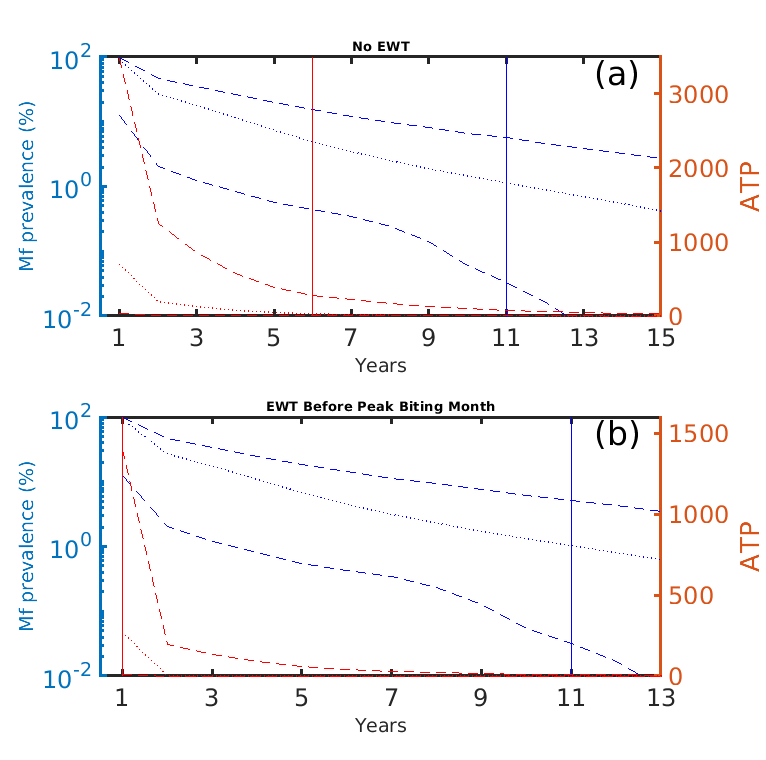 No EWT
(a)
10^2
10^0
10^-2
Mf prevalence (%)
3000
2000
1000
0
ATP
1 3 5 7 9 11 13 15
Years
EWT Before Peak Biting Month
(b)
10^2
10^0
10^-2
Mf prevalence (%)
1500
1000
500
0
ATP
1 3 5 7 9 11 13
Years